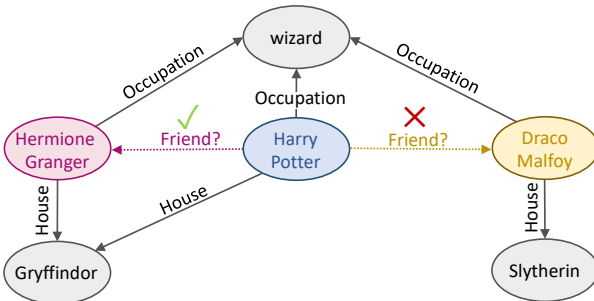 wizard
Occupation
Occupation
Occupation
Hermione
Granger
Friend?
Harry
Potter
Friend?
Draco
Malfoy
House
House
House
Gryffindor
Slytherin